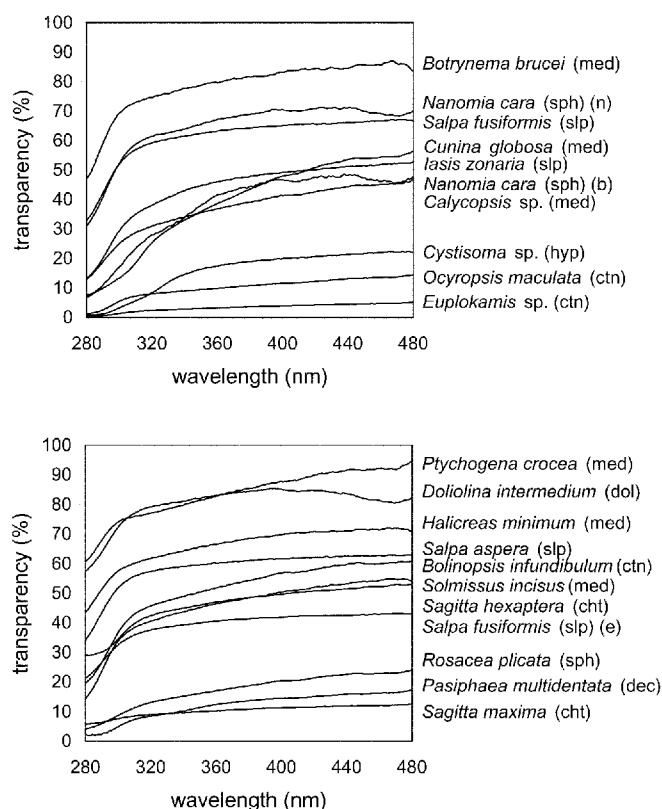 100
90
80
70
60
50
40
30
20
10
0
transparency (%)
280 320 360 400 440 480
wavelength (nm)
Botrynema brucei (med)
Nanomia cara (sph) (n)
Salpa fusiformis (slp)
Cunina globosa (med)
Iasis zonaria (slp)
Nanomia cara (sph) (b)
Calycopsis sp. (med)
Cystisoma sp. (hyp)
Ocyropsis maculata (ctn)
Euplokamis sp. (ctn)
100
90
80
70
60
50
40
30
20
10
0
transparency (%)
280 320 360 400 440 480
wavelength (nm)
Ptychogena crocea (med)
Doliolina intermedium (dol)
Halicreas minimum (med)
Salpa aspera (slp)
Bolinopsis infundibulum (ctn)
Solmissus incisus (med)
Sagitta hexaptera (cht)
Salpa fusiformis (slp) (e)
Rosacea plicata (sph)
Pasiphaea multidentata (dec)
Sagitta maxima (cht)